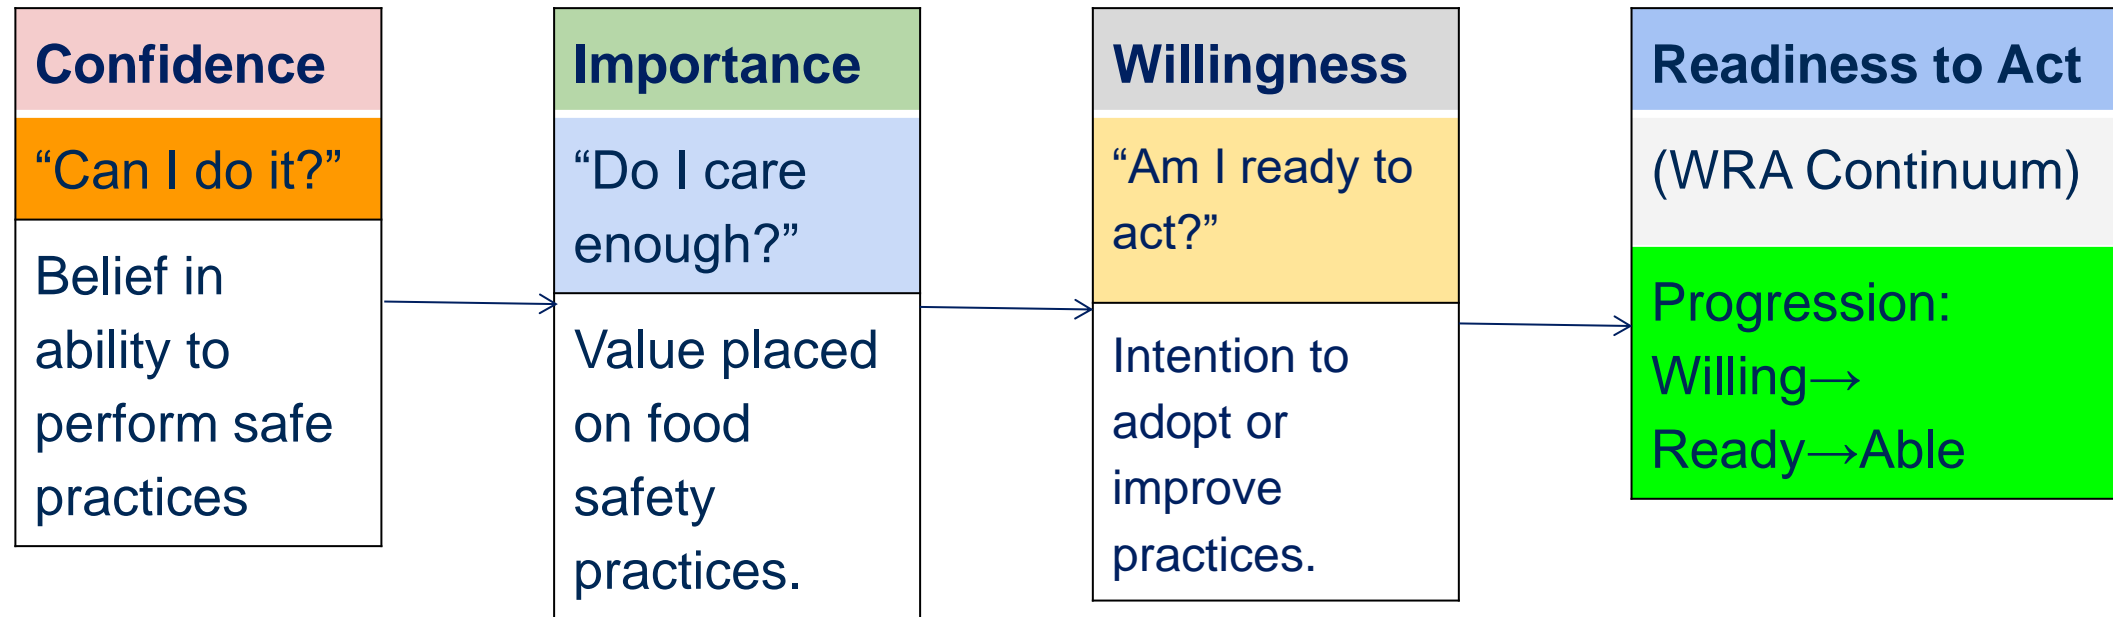 Confidence
“Can I do it?”
Belief in
ability to
perform safe
practices
Importance
“Do I care
enough?”
Value placed
on food
safety
practices.
Willingness
“Am I ready to
act?”
Intention to
adopt or
improve
practices.
Readiness to Act
(WRA Continuum)
Progression:
Willing→
Ready→Able